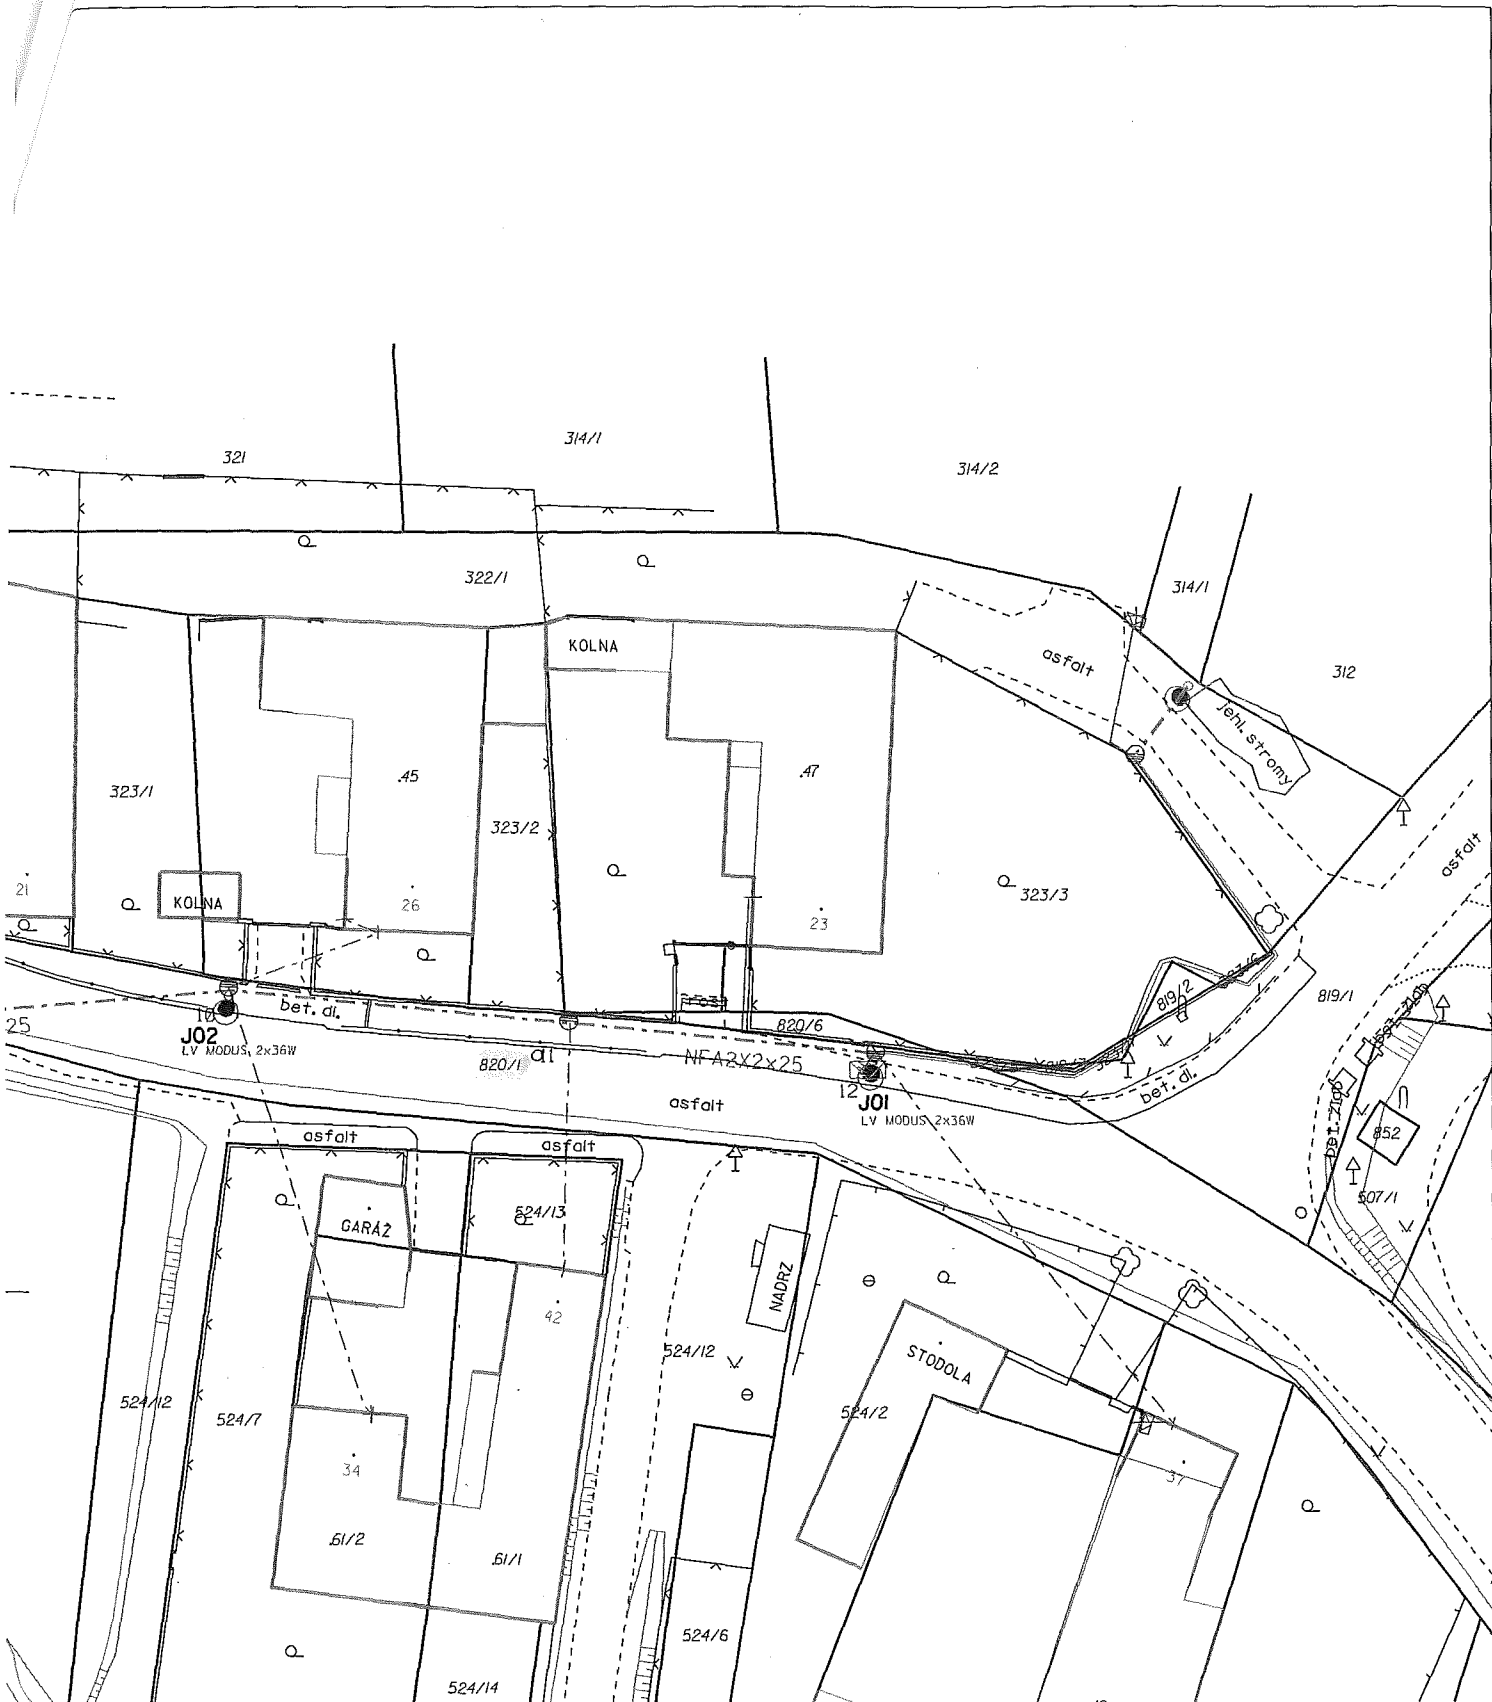 321
314/1
314/2
322/1
314/1
KOLNA
asfalt
312
jehl. stromy
.45
.47
323/1
323/2
asfalt
21
KOLNA
26
323/3
23
819/2
819/1
bet. dl.
10
J02
LV MODUS 2x36W
25
820/6
820/1
NFA2X2x25
12
J01
LV MODUS 2x36W
asfalt
bet. dl.
bet. žlab
852
507/1
asfalt
asfalt
GARÁŽ
524/13
NADRZ
42
524/12
STODOLA
524/12
524/7
524/2
34
37
.61/2
.61/1
524/6
524/14